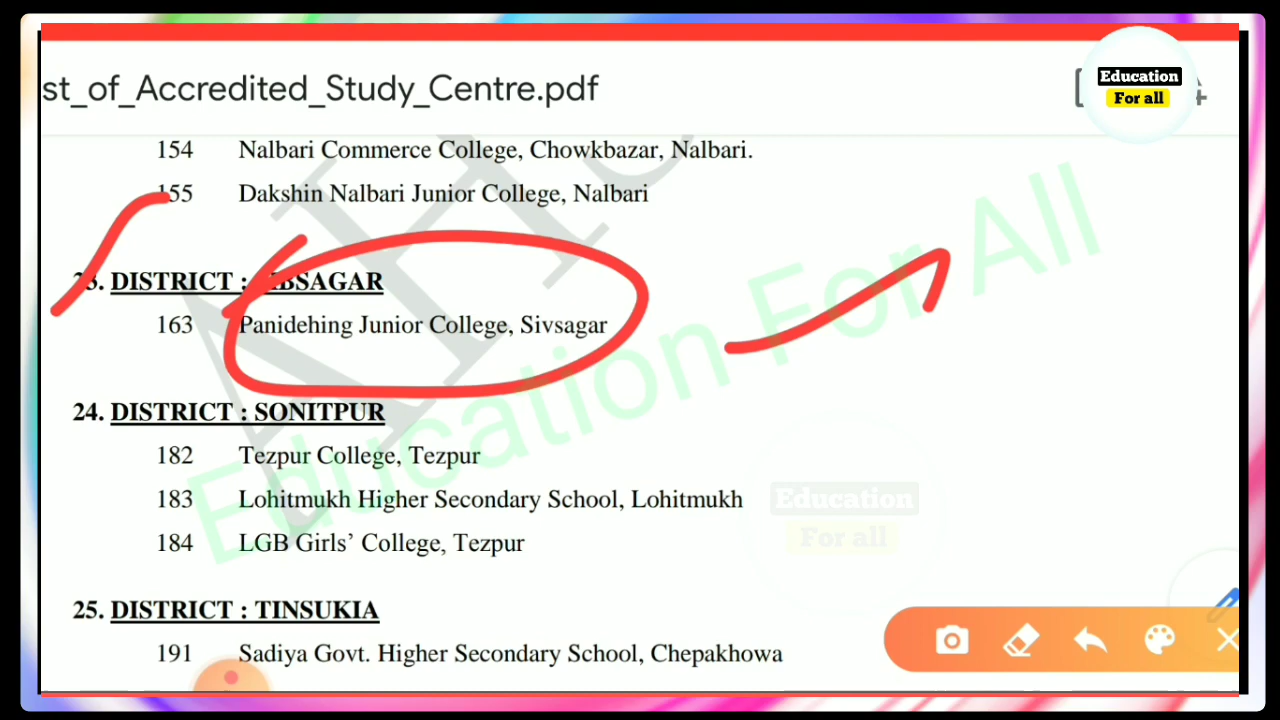 st_of_Accredited_Study_Centre.pdf
Education
For all
154 Nalbari Commerce College, Chowkbazar, Nalbari.
155 Dakshin Nalbari Junior College, Nalbari
23. DISTRICT : SIBSAGAR
163 Panidehing Junior College, Sivsagar
24. DISTRICT : SONITPUR
182 Tezpur College, Tezpur
183 Lohitmukh Higher Secondary School, Lohitmukh
184 LGB Girls’ College, Tezpur
25. DISTRICT : TINSUKIA
191 Sadiya Govt. Higher Secondary School, Chepakhowa
Education For All
Education
For all